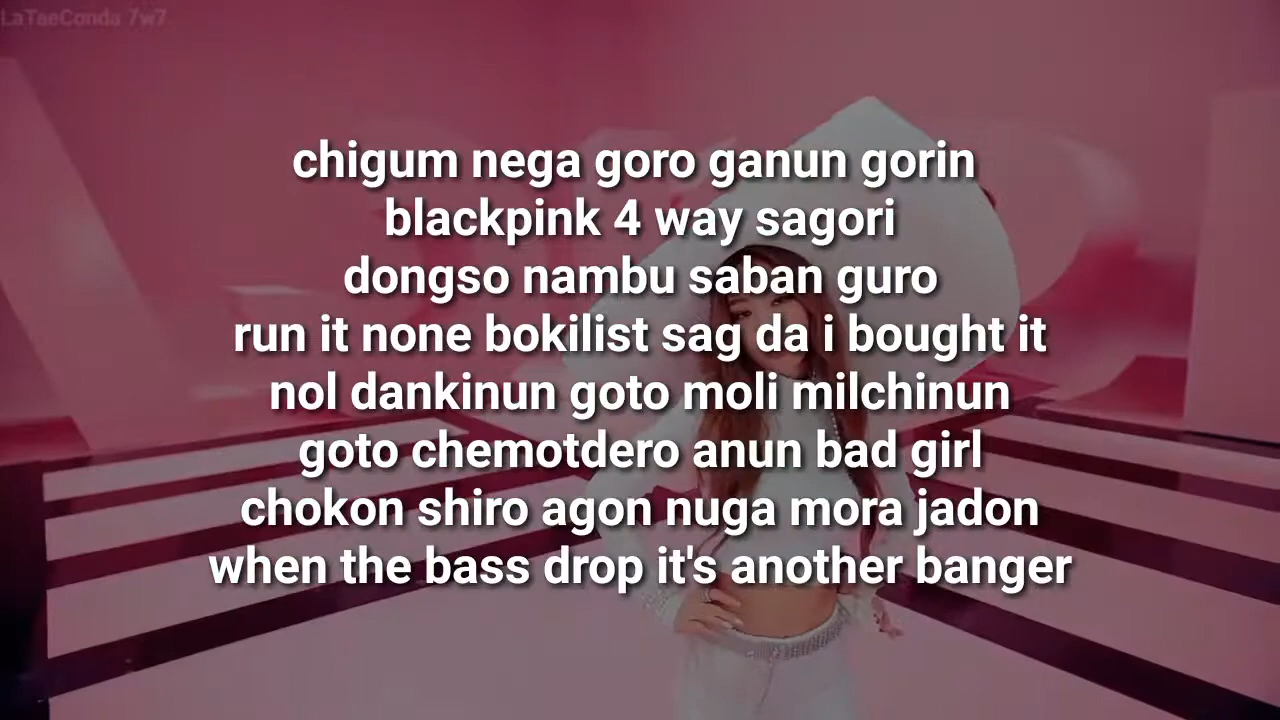 LaTaeConda 7w7
chigum nega goro ganun gorin
blackpink 4 way sagori
dongso nambu saban guro
run it none bokilist sag da i bought it
nol dankinun goto moli milchinun
goto chemotdero anun bad girl
chokon shiro agon nuga mora jadon
when the bass drop it's another banger